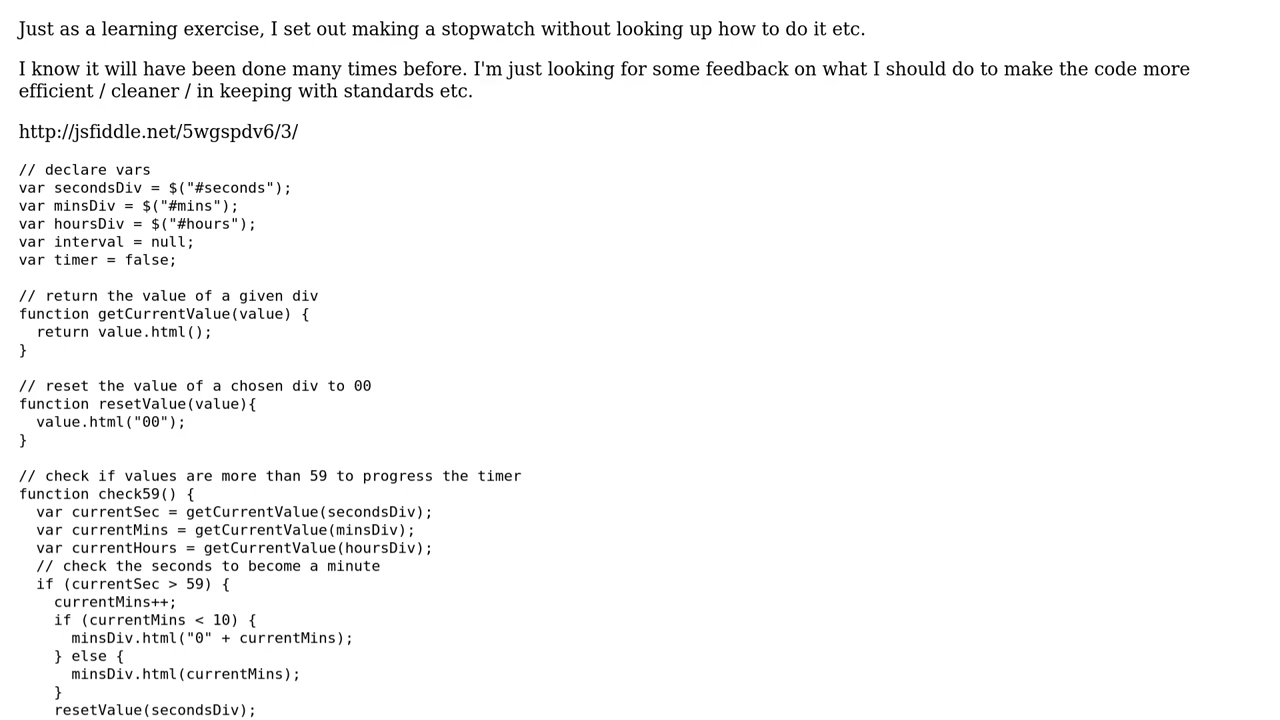 Just as a learning exercise, I set out making a stopwatch without looking up how to do it etc.
I know it will have been done many times before. I'm just looking for some feedback on what I should do to make the code more
efficient / cleaner / in keeping with standards etc.
http://jsfiddle.net/5wgspdv6/3/
// declare vars
var secondsDiv = $("#seconds");
var minsDiv = $("#mins");
var hoursDiv = $("#hours");
var interval = null;
var timer = false;
// return the value of a given div
function getCurrentValue(value) {
  return value.html();
}
// reset the value of a chosen div to 00
function resetValue(value){
  value.html("00");
}
// check if values are more than 59 to progress the timer
function check59() {
  var currentSec = getCurrentValue(secondsDiv);
  var currentMins = getCurrentValue(minsDiv);
  var currentHours = getCurrentValue(hoursDiv);
  // check the seconds to become a minute
  if (currentSec > 59) {
    currentMins++;
    if (currentMins < 10) {
      minsDiv.html("0" + currentMins);
    } else {
      minsDiv.html(currentMins);
    }
    resetValue(secondsDiv);